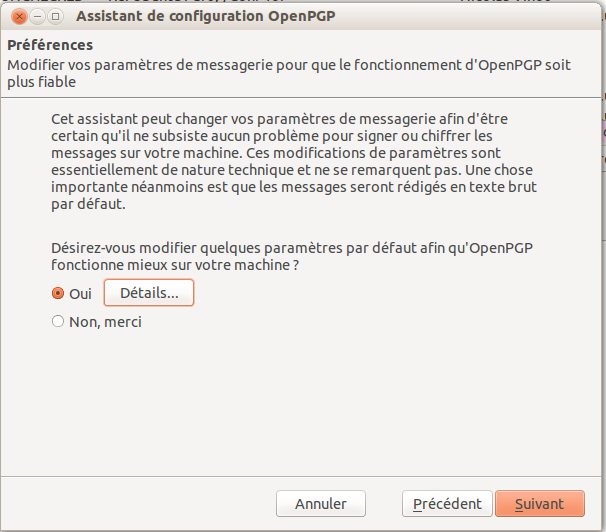 Assistant de configuration OpenPGP
Préférences
Modifier vos paramètres de messagerie pour que le fonctionnement d'OpenPGP soit
plus fiable
Cet assistant peut changer vos paramètres de messagerie afin d'être
certain qu'il ne subsiste aucun problème pour signer ou chiffrer les
messages sur votre machine. Ces modifications de paramètres sont
essentiellement de nature technique et ne se remarquent pas. Une chose
importante néanmoins est que les messages seront rédigés en texte brut
par défaut.
Désirez-vous modifier quelques paramètres par défaut afin qu'OpenPGP
fonctionne mieux sur votre machine ?
Oui Détails...
Non, merci
Annuler Précédent Suivant